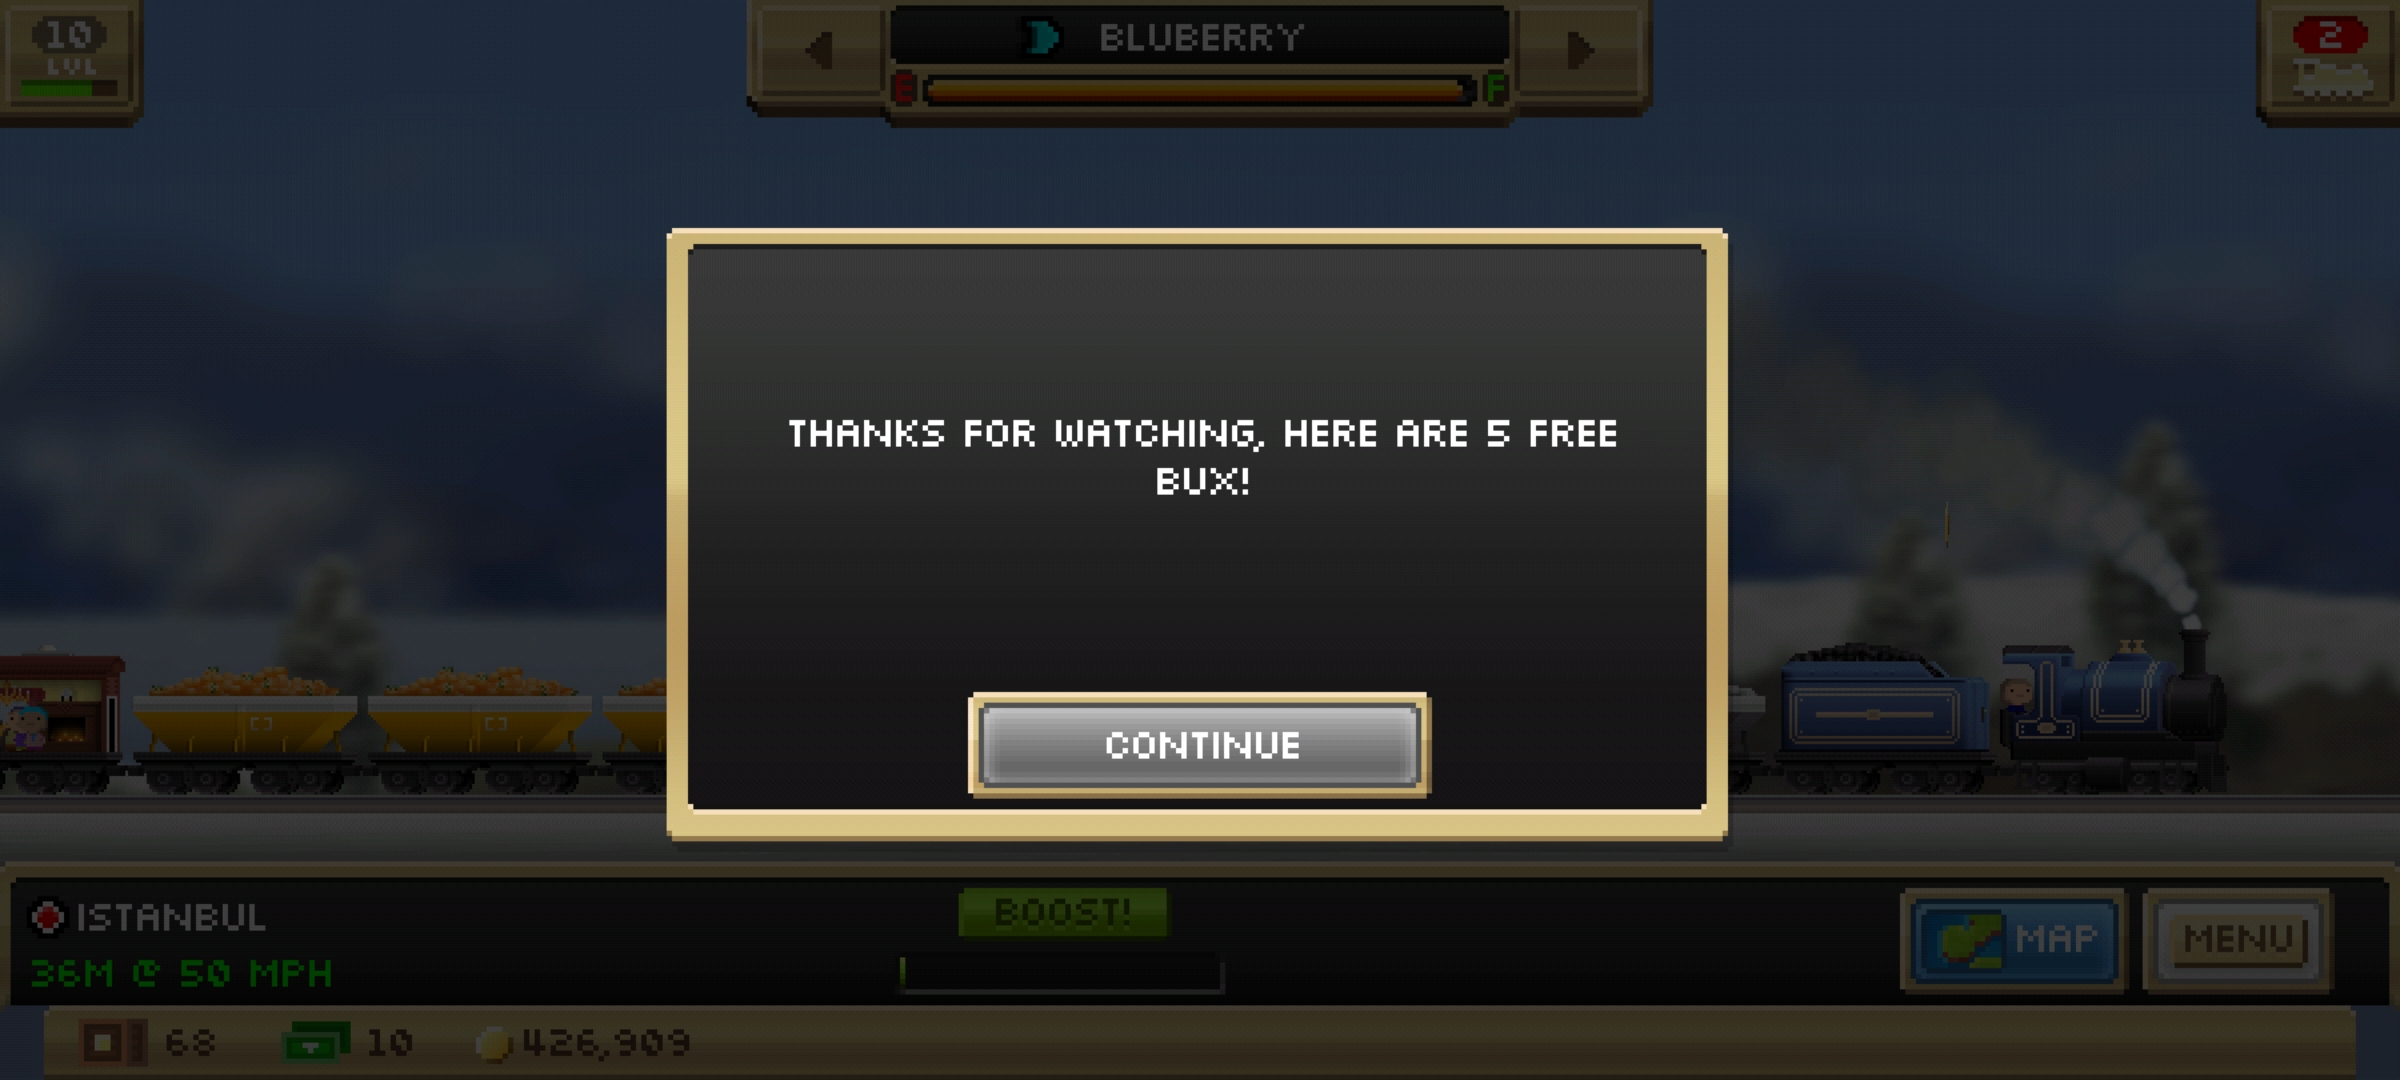 10
LVL
BLUBERRY
E F
2
THANKS FOR WATCHING, HERE ARE 5 FREE
BUX!
CONTINUE
ISTANBUL
36M @ 50 MPH
BOOST!
MAP
MENU
68 10 426,909